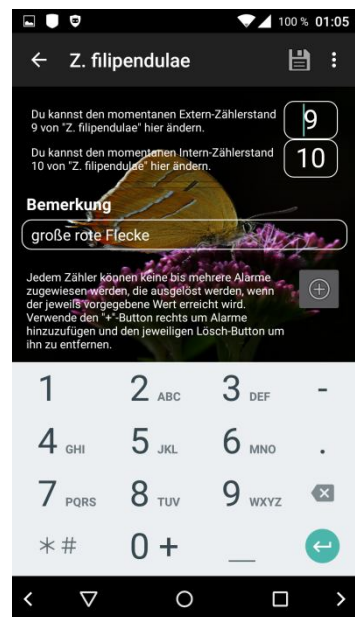 100 % 01:05
Z. filipendulae
Du kannst den momentanen Extern-Zählerstand
9 von "Z. filipendulae" hier ändern.
9
Du kannst den momentanen Intern-Zählerstand
10 von "Z. filipendulae" hier ändern.
10
Bemerkung
große rote Flecke
Jedem Zähler können keine bis mehrere Alarme
zugewiesen werden, die ausgelöst werden, wenn
der jeweils vorgegebene Wert erreicht wird.
Verwende den "+"-Button rechts um Alarme
hinzuzufügen und den jeweiligen Lösch-Button um
ihn zu entfernen.
1 2 ABC 3 DEF -
4 GHI 5 JKL 6 MNO .
7 PQRS 8 TUV 9 WXYZ
*# 0 + _